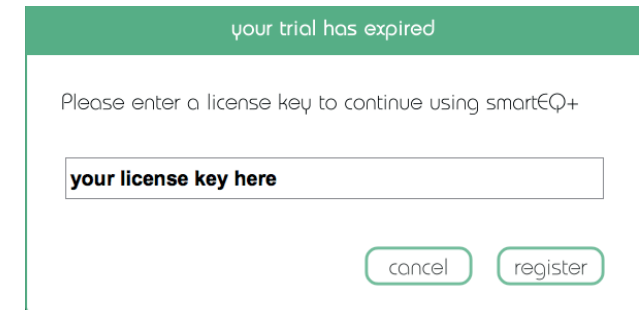 your trial has expired
Please enter a license key to continue using smartEQ+
your license key here
cancel register